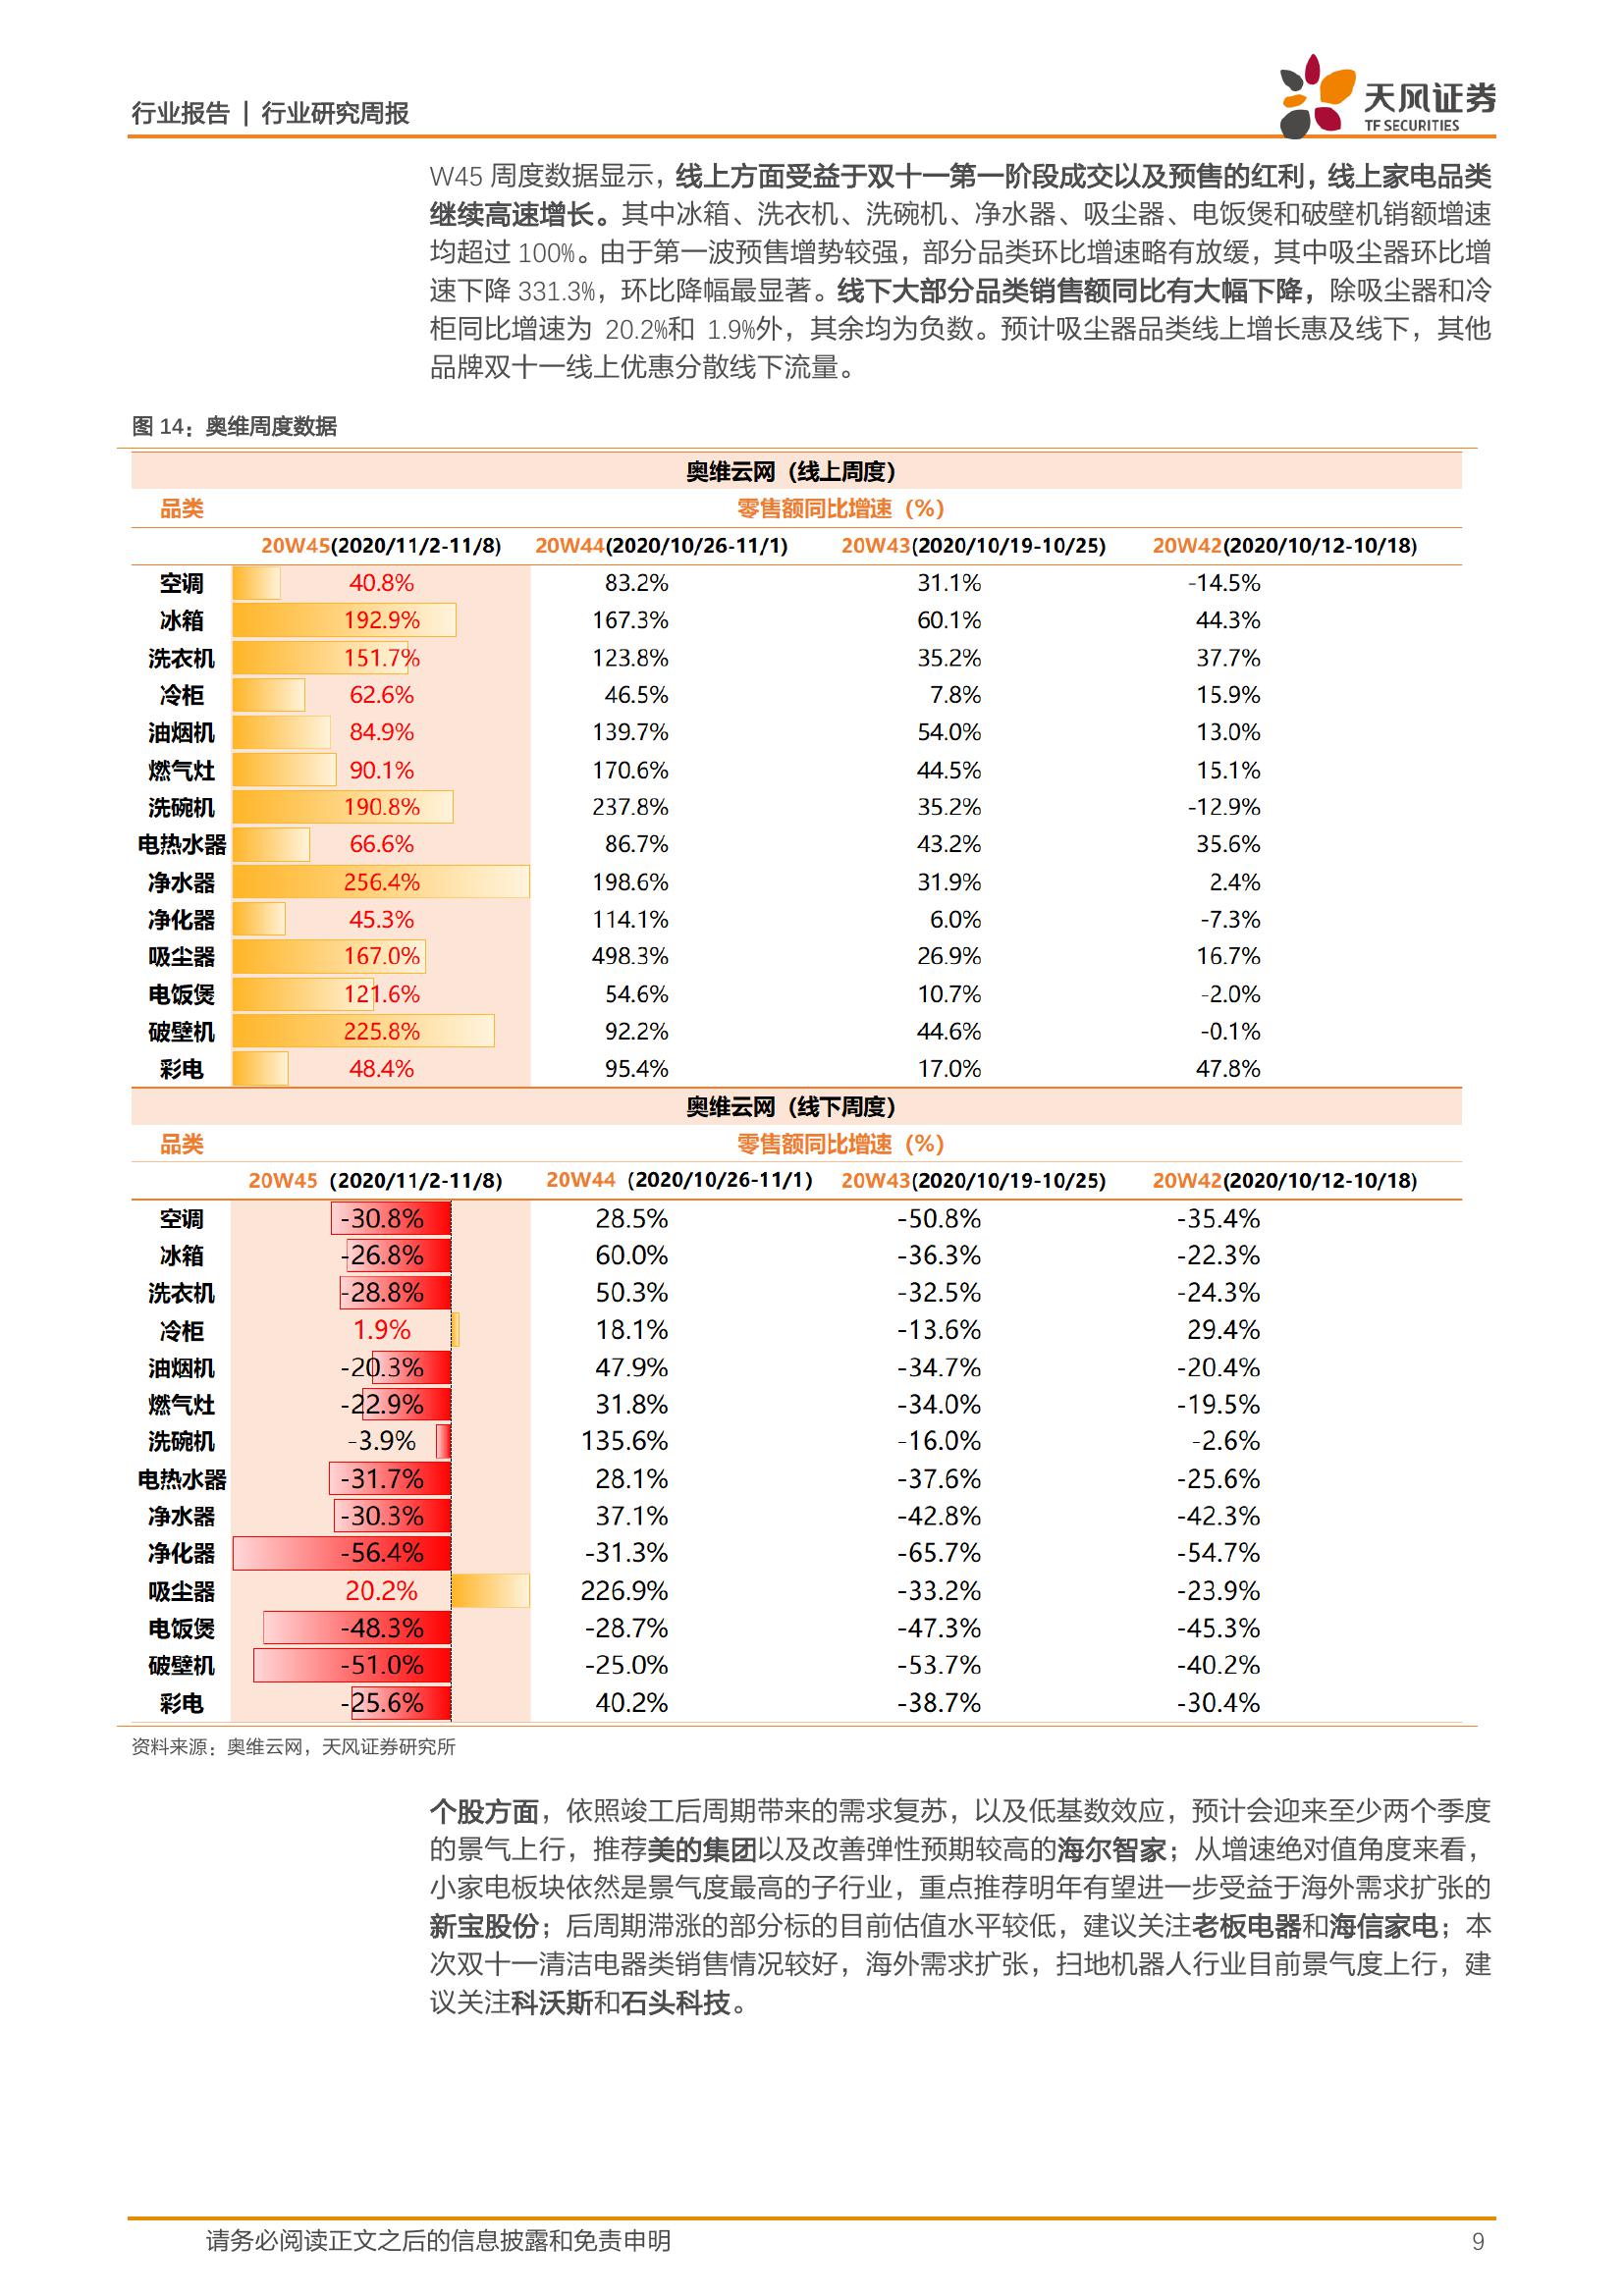 行业报告 | 行业研究周报
天风证券
TF SECURITIES
W45 周度数据显示，线上方面受益于双十一第一阶段成交以及预售的红利，线上家电品类
继续高速增长。其中冰箱、洗衣机、洗碗机、净水器、吸尘器、电饭煲和破壁机销额增速
均超过 100%。由于第一波预售增势较强，部分品类环比增速略有放缓，其中吸尘器环比增
速下降 331.3%，环比降幅最显著。线下大部分品类销售额同比有大幅下降，除吸尘器和冷
柜同比增速为 20.2%和 1.9%外，其余均为负数。预计吸尘器品类线上增长惠及线下，其他
品牌双十一线上优惠分散线下流量。
图 14：奥维周度数据
奥维云网（线上周度）
品类 零售额同比增速（%）
20W45(2020/11/2-11/8) 20W44(2020/10/26-11/1) 20W43(2020/10/19-10/25) 20W42(2020/10/12-10/18)
空调 40.8% 83.2% 31.1% -14.5%
冰箱 192.9% 167.3% 60.1% 44.3%
洗衣机 151.7% 123.8% 35.2% 37.7%
冷柜 62.6% 46.5% 7.8% 15.9%
油烟机 84.9% 139.7% 54.0% 13.0%
燃气灶 90.1% 170.6% 44.5% 15.1%
洗碗机 190.8% 237.8% 35.2% -12.9%
电热水器 66.6% 86.7% 43.2% 35.6%
净水器 256.4% 198.6% 31.9% 2.4%
净化器 45.3% 114.1% 6.0% -7.3%
吸尘器 167.0% 498.3% 26.9% 16.7%
电饭煲 121.6% 54.6% 10.7% -2.0%
破壁机 225.8% 92.2% 44.6% -0.1%
彩电 48.4% 95.4% 17.0% 47.8%
奥维云网（线下周度）
品类 零售额同比增速（%）
20W45（2020/11/2-11/8) 20W44（2020/10/26-11/1) 20W43(2020/10/19-10/25) 20W42(2020/10/12-10/18)
空调 -30.8% 28.5% -50.8% -35.4%
冰箱 -26.8% 60.0% -36.3% -22.3%
洗衣机 -28.8% 50.3% -32.5% -24.3%
冷柜 1.9% 18.1% -13.6% 29.4%
油烟机 -20.3% 47.9% -34.7% -20.4%
燃气灶 -22.9% 31.8% -34.0% -19.5%
洗碗机 -3.9% 135.6% -16.0% -2.6%
电热水器 -31.7% 28.1% -37.6% -25.6%
净水器 -30.3% 37.1% -42.8% -42.3%
净化器 -56.4% -31.3% -65.7% -54.7%
吸尘器 20.2% 226.9% -33.2% -23.9%
电饭煲 -48.3% -28.7% -47.3% -45.3%
破壁机 -51.0% -25.0% -53.7% -40.2%
彩电 -25.6% 40.2% -38.7% -30.4%
资料来源：奥维云网，天风证券研究所
个股方面，依照竣工后周期带来的需求复苏，以及低基数效应，预计会迎来至少两个季度
的景气上行，推荐美的集团以及改善弹性预期较高的海尔智家；从增速绝对值角度来看，
小家电板块依然是景气度最高的子行业，重点推荐明年有望进一步受益于海外需求扩张的
新宝股份；后周期滞涨的部分标的目前估值水平较低，建议关注老板电器和海信家电；本
次双十一清洁电器类销售情况较好，海外需求扩张，扫地机器人行业目前景气度上行，建
议关注科沃斯和石头科技。
请务必阅读正文之后的信息披露和免责申明 9